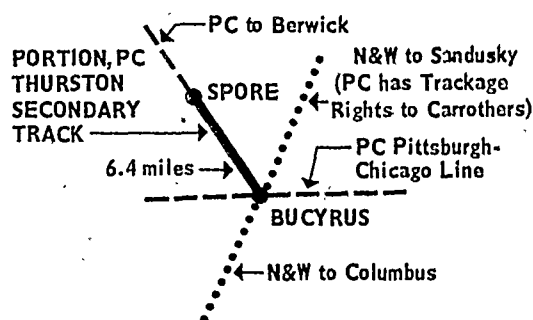 PC to Berwick
PORTION, PC
THURSTON
SECONDARY
TRACK
SPORE
N&W to Sandusky
(PC has Trackage
Rights to Carrothers)
6.4 miles
PC Pittsburgh-
Chicago Line
BUCYRUS
N&W to Columbus